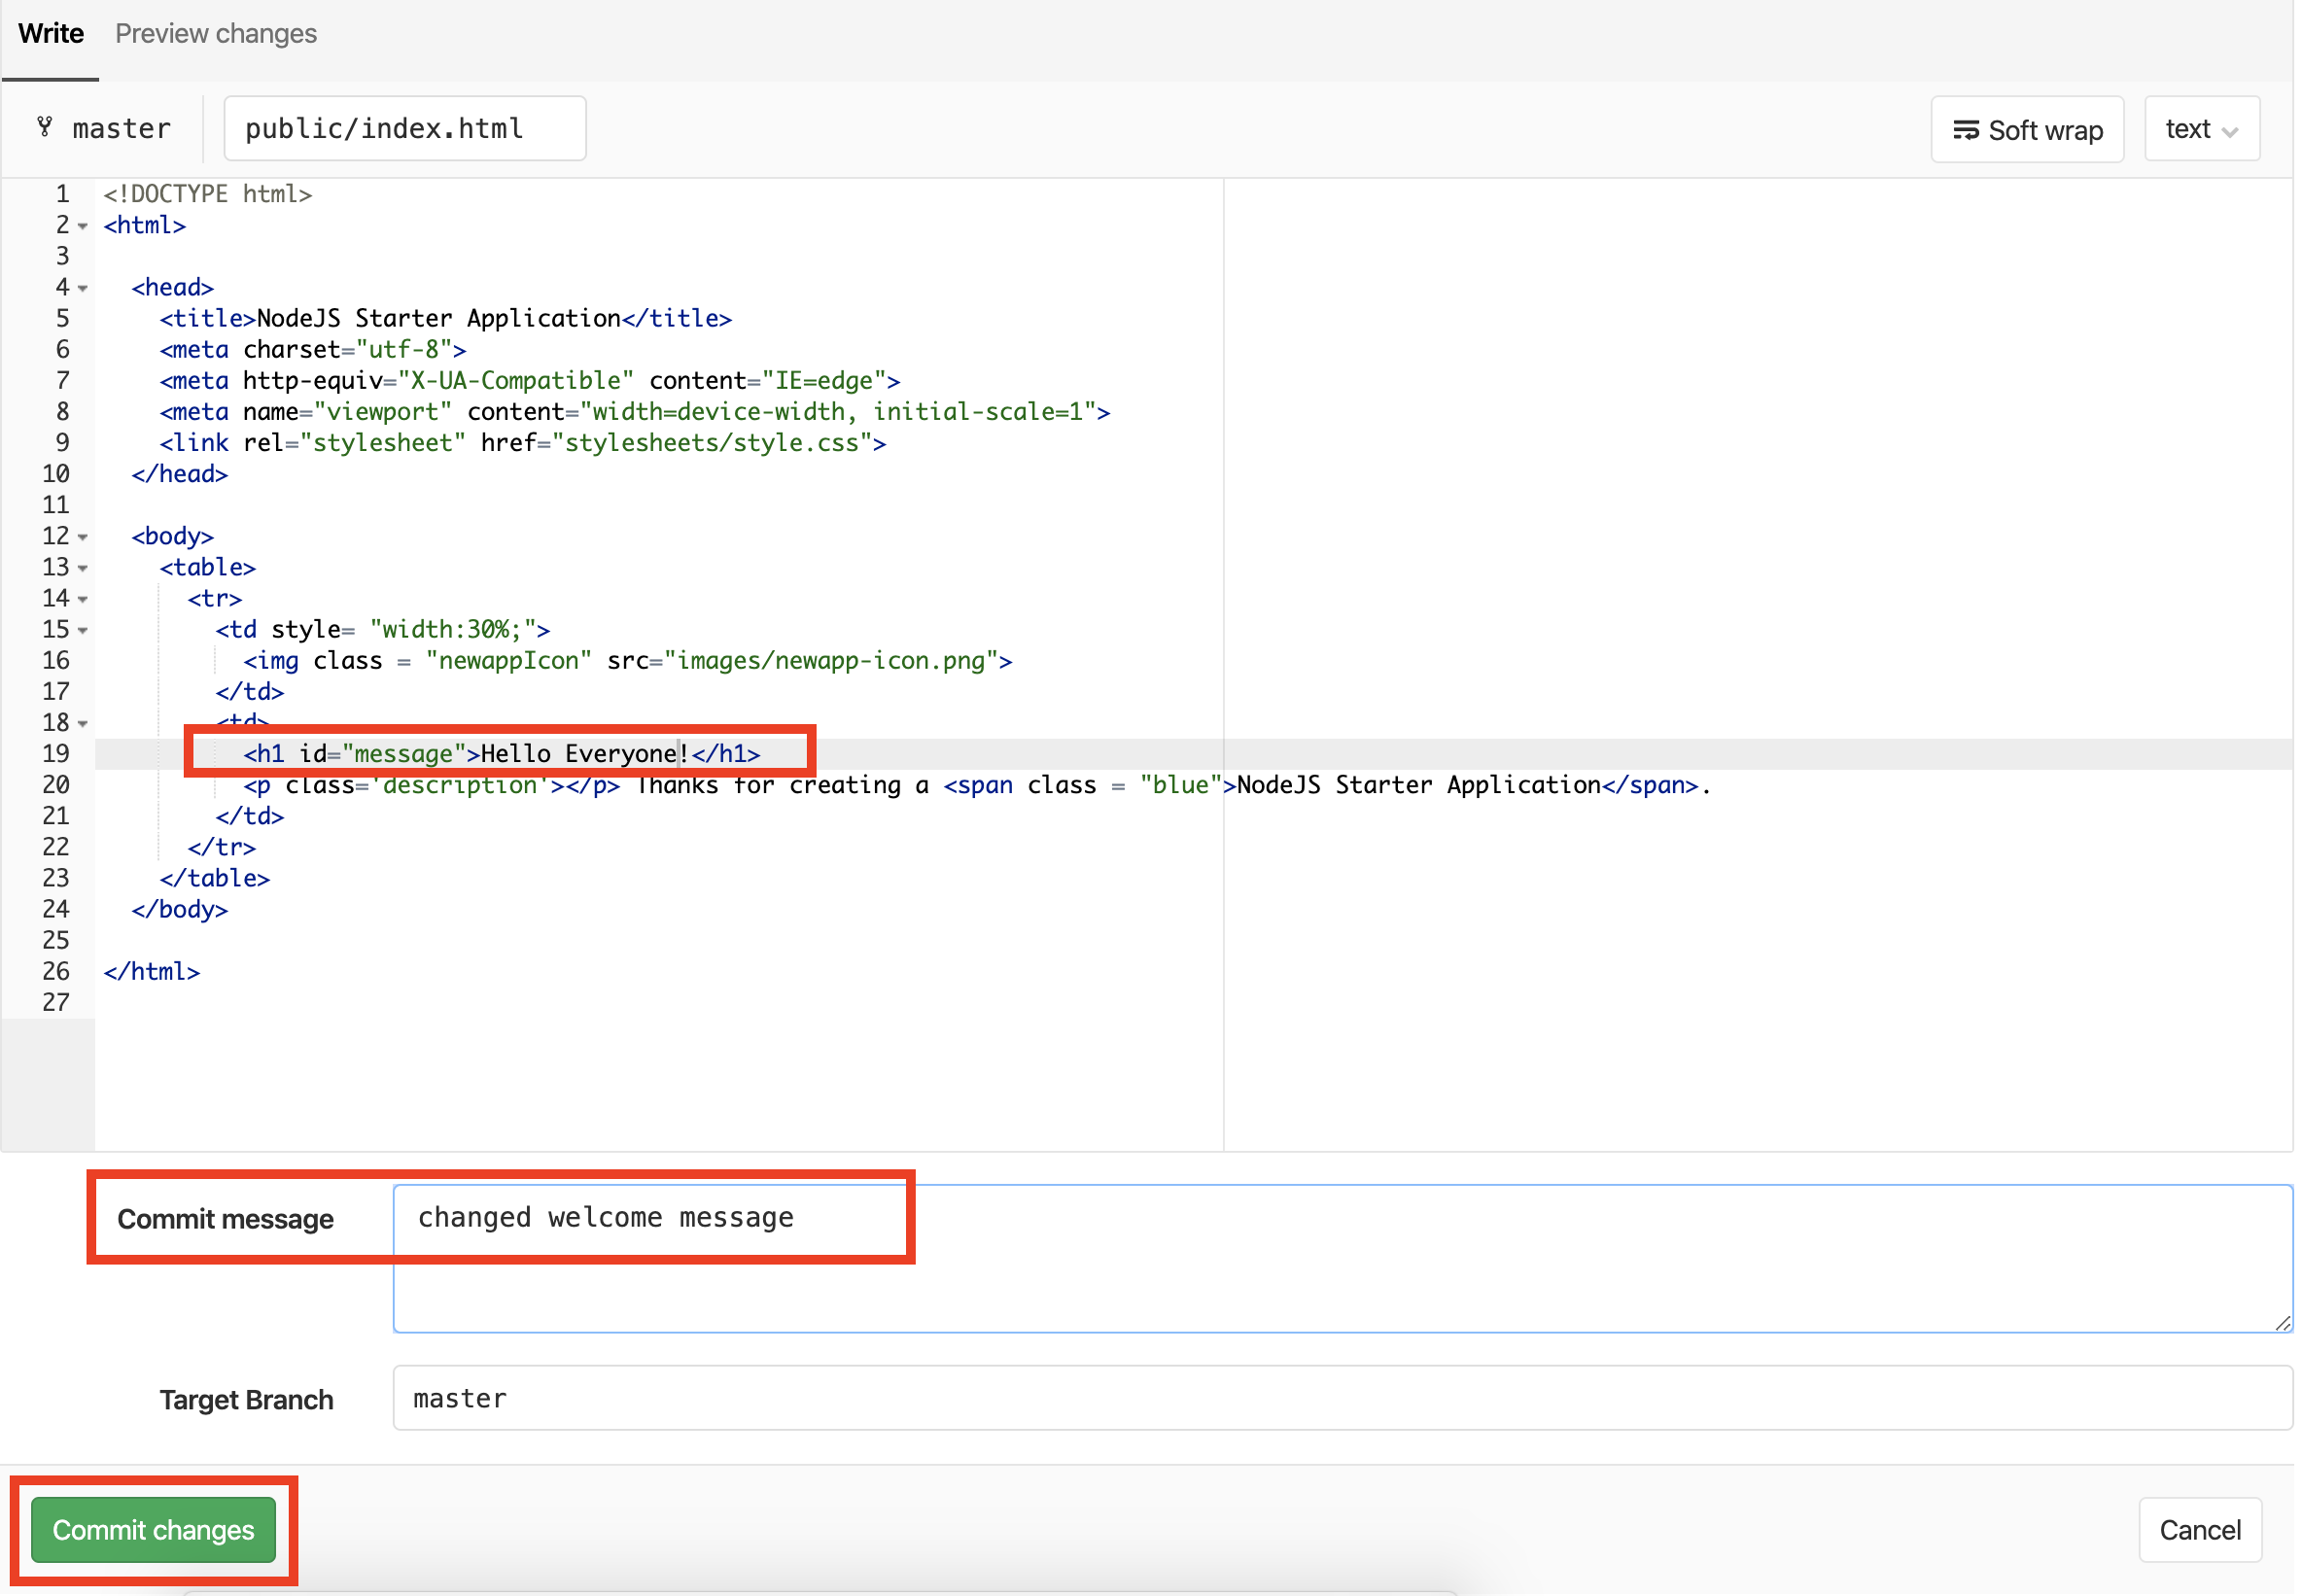 Write Preview changes
master public/index.html Soft wrap text
1 <!DOCTYPE html>
2 <html>
3
4 <head>
5 <title>NodeJS Starter Application</title>
6 <meta charset="utf-8">
7 <meta http-equiv="X-UA-Compatible" content="IE=edge">
8 <meta name="viewport" content="width=device-width, initial-scale=1">
9 <link rel="stylesheet" href="stylesheets/style.css">
10 </head>
11
12 <body>
13 <table>
14 <tr>
15 <td style= "width:30%;">
16 <img class = "newappIcon" src="images/newapp-icon.png">
17 </td>
18 <td>
19 <h1 id="message">Hello Everyone!</h1>
20 <p class='description'></p> Thanks for creating a <span class = "blue">NodeJS Starter Application</span>.
21 </td>
22 </tr>
23 </table>
24 </body>
25
26 </html>
27
Commit message changed welcome message
Target Branch master
Commit changes Cancel